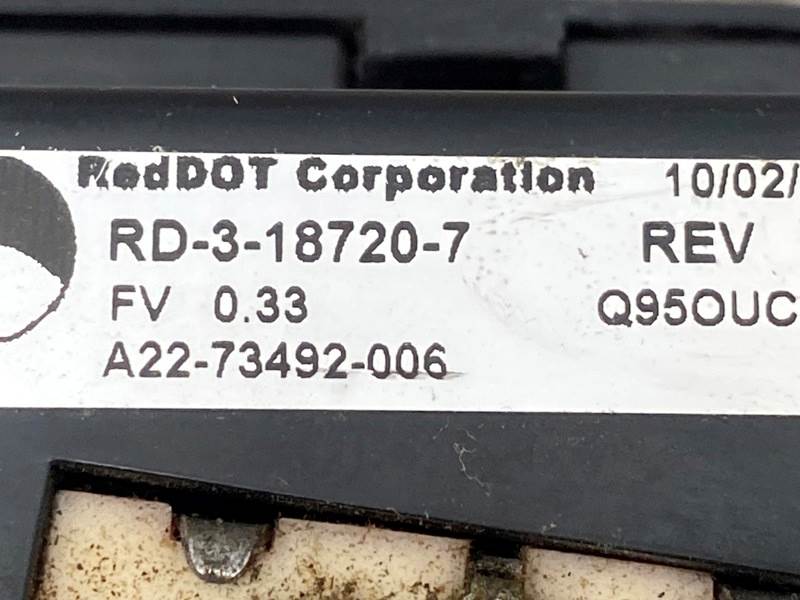 RedDOT Corporation 10/02/
RD-3-18720-7 REV
FV 0.33 Q95OUC
A22-73492-006